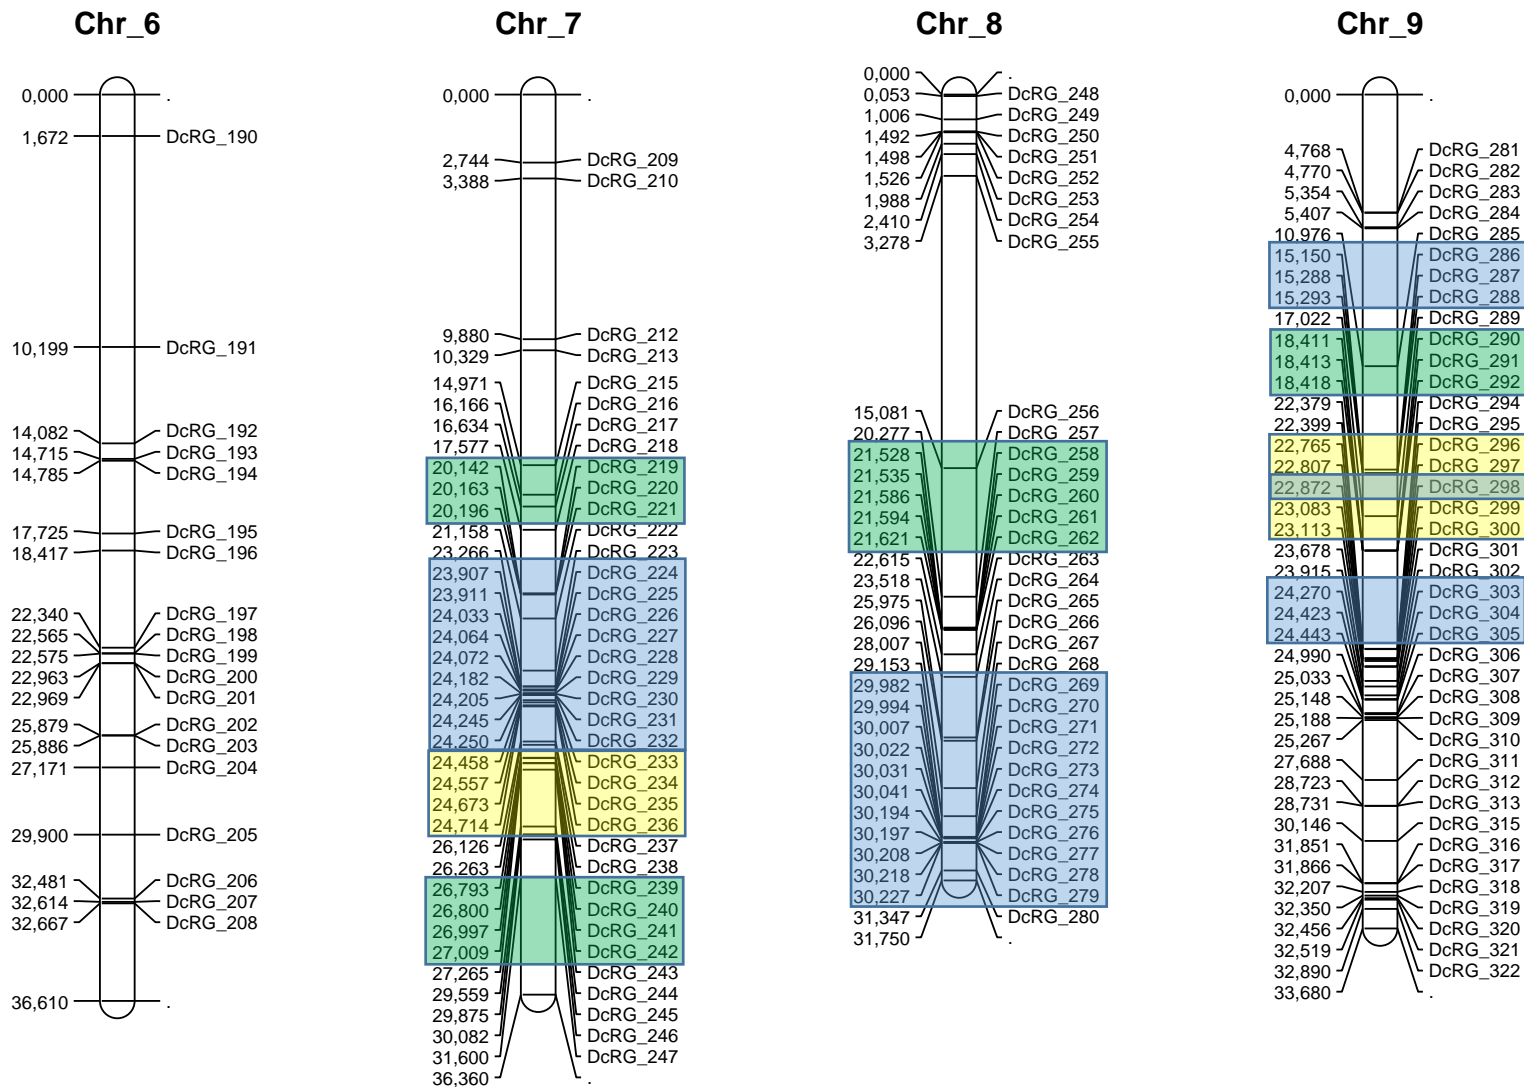 Chr_6
0,000 .
1,672 DcRG_190
10,199 DcRG_191
14,082 DcRG_192
14,715 DcRG_193
14,785 DcRG_194
17,725 DcRG_195
18,417 DcRG_196
22,340 DcRG_197
22,565 DcRG_198
22,575 DcRG_199
22,963 DcRG_200
22,969 DcRG_201
25,879 DcRG_202
25,886 DcRG_203
27,171 DcRG_204
29,900 DcRG_205
32,481 DcRG_206
32,614 DcRG_207
32,667 DcRG_208
36,610 .
Chr_7
0,000 .
2,744 DcRG_209
3,388 DcRG_210
9,880 DcRG_212
10,329 DcRG_213
14,971 DcRG_215
16,166 DcRG_216
16,634 DcRG_217
17,577 DcRG_218
20,142 DcRG_219
20,163 DcRG_220
20,196 DcRG_221
21,158 DcRG_222
23,266 DcRG_223
23,907 DcRG_224
23,911 DcRG_225
24,033 DcRG_226
24,064 DcRG_227
24,072 DcRG_228
24,182 DcRG_229
24,205 DcRG_230
24,245 DcRG_231
24,250 DcRG_232
24,458 DcRG_233
24,557 DcRG_234
24,673 DcRG_235
24,714 DcRG_236
26,126 DcRG_237
26,263 DcRG_238
26,793 DcRG_239
26,800 DcRG_240
26,997 DcRG_241
27,009 DcRG_242
27,265 DcRG_243
29,559 DcRG_244
29,875 DcRG_245
30,082 DcRG_246
31,600 DcRG_247
36,360 .
Chr_8
0,000 .
0,053 DcRG_248
1,006 DcRG_249
1,492 DcRG_250
1,498 DcRG_251
1,526 DcRG_252
1,988 DcRG_253
2,410 DcRG_254
3,278 DcRG_255
15,081 DcRG_256
20,277 DcRG_257
21,528 DcRG_258
21,535 DcRG_259
21,586 DcRG_260
21,594 DcRG_261
21,621 DcRG_262
22,615 DcRG_263
23,518 DcRG_264
25,975 DcRG_265
26,096 DcRG_266
28,007 DcRG_267
29,153 DcRG_268
29,982 DcRG_269
29,994 DcRG_270
30,007 DcRG_271
30,022 DcRG_272
30,031 DcRG_273
30,041 DcRG_274
30,194 DcRG_275
30,197 DcRG_276
30,208 DcRG_277
30,218 DcRG_278
30,227 DcRG_279
31,347 DcRG_280
31,750 .
Chr_9
0,000 .
4,768 DcRG_281
4,770 DcRG_282
5,354 DcRG_283
5,407 DcRG_284
10,976 DcRG_285
15,150 DcRG_286
15,288 DcRG_287
15,293 DcRG_288
17,022 DcRG_289
18,411 DcRG_290
18,413 DcRG_291
18,418 DcRG_292
22,379 DcRG_294
22,399 DcRG_295
22,765 DcRG_296
22,807 DcRG_297
22,872 DcRG_298
23,083 DcRG_299
23,113 DcRG_300
23,678 DcRG_301
23,915 DcRG_302
24,270 DcRG_303
24,423 DcRG_304
24,443 DcRG_305
24,990 DcRG_306
25,033 DcRG_307
25,148 DcRG_308
25,188 DcRG_309
25,267 DcRG_310
27,688 DcRG_311
28,723 DcRG_312
28,731 DcRG_313
30,146 DcRG_315
31,851 DcRG_316
31,866 DcRG_317
32,207 DcRG_318
32,350 DcRG_319
32,456 DcRG_320
32,519 DcRG_321
32,890 DcRG_322
33,680 .